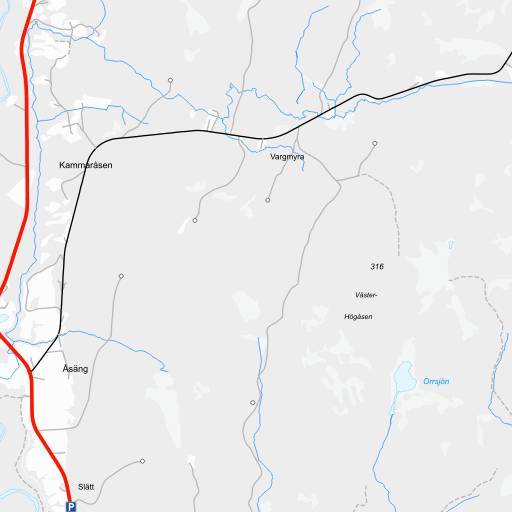 Kammaråsen
Vargmyra
316
Väster-
Högåsen
Åsäng
Orrsjön
Slätt
P